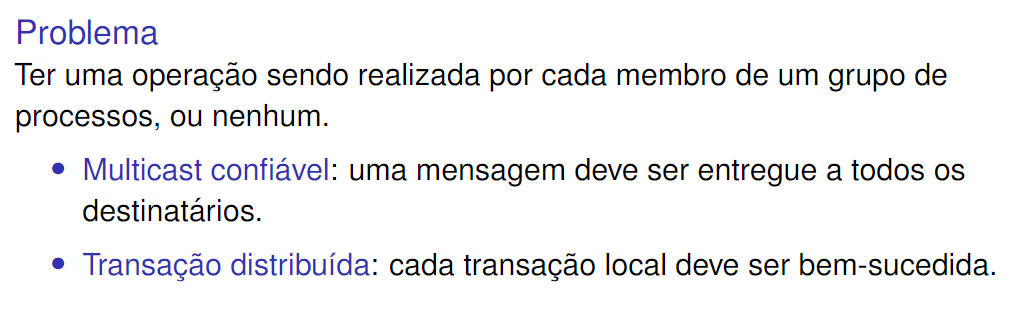 Problema
Ter uma operação sendo realizada por cada membro de um grupo de
processos, ou nenhum.
• Multicast confiável: uma mensagem deve ser entregue a todos os
destinatários.
• Transação distribuída: cada transação local deve ser bem-sucedida.